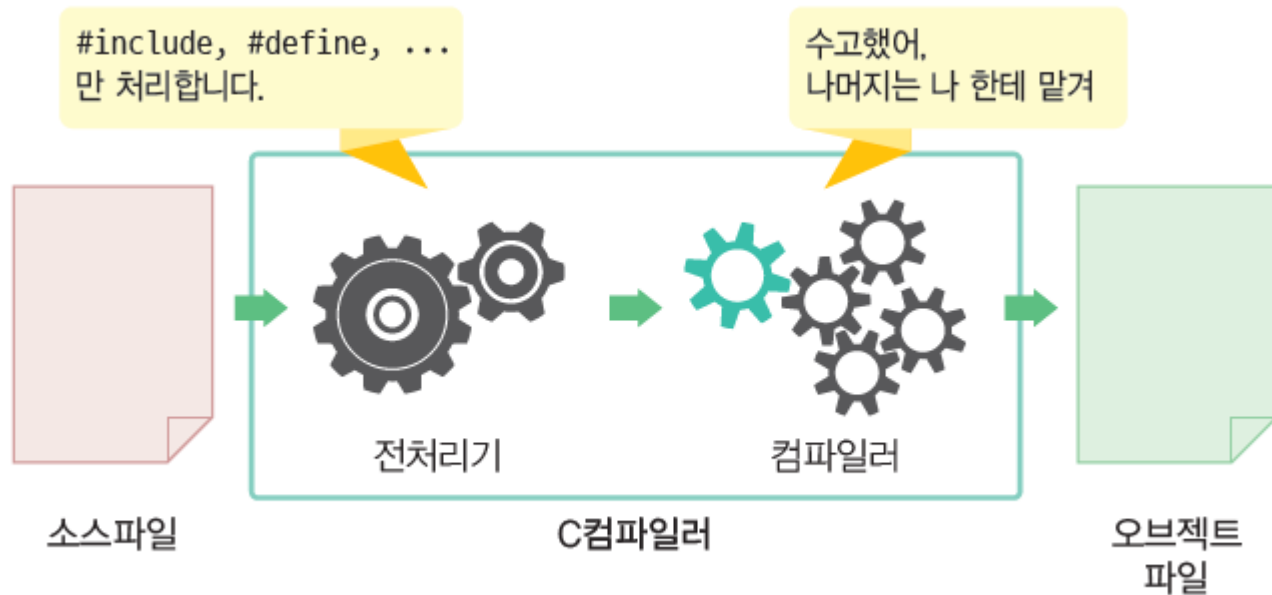 #include, #define, ...
만 처리합니다.
수고했어,
나머지는 나 한테 맡겨
전처리기
컴파일러
소스파일
C컴파일러
오브젝트
파일